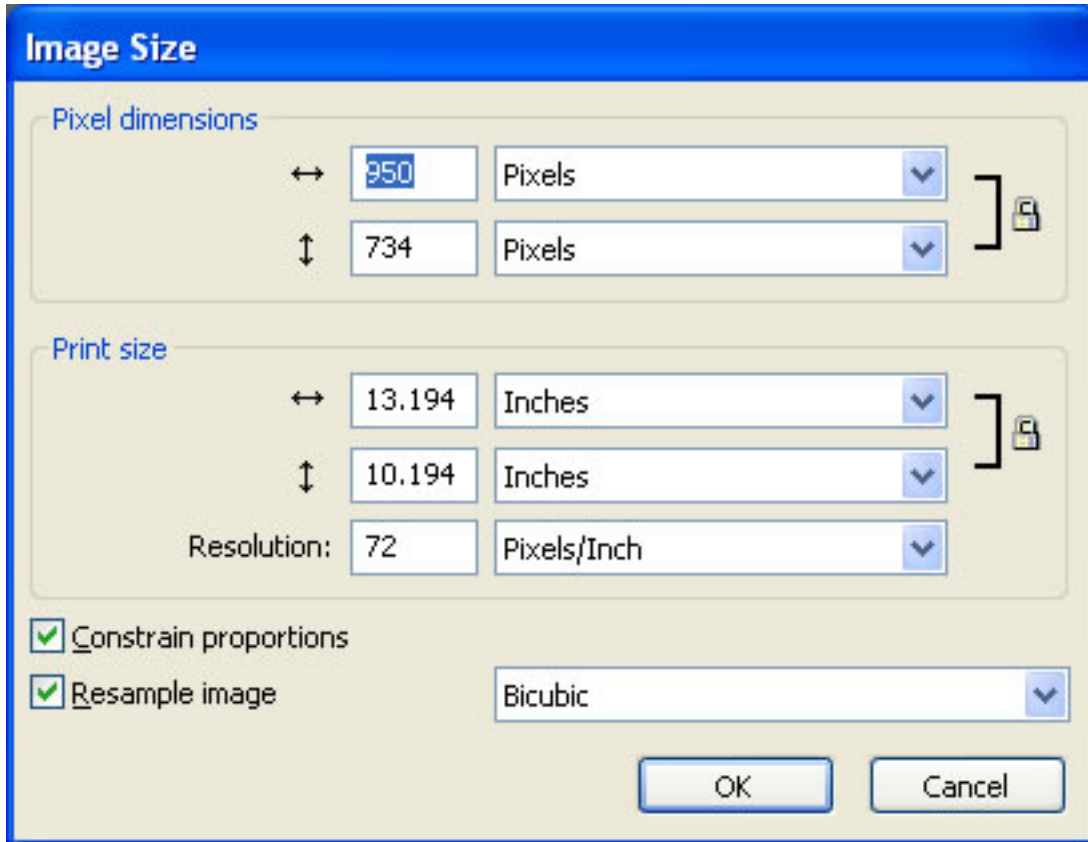 Image Size
Pixel dimensions
950 Pixels
734 Pixels
Print size
13.194 Inches
10.194 Inches
Resolution: 72 Pixels/Inch
Constrain proportions
Resample image Bicubic
OK Cancel